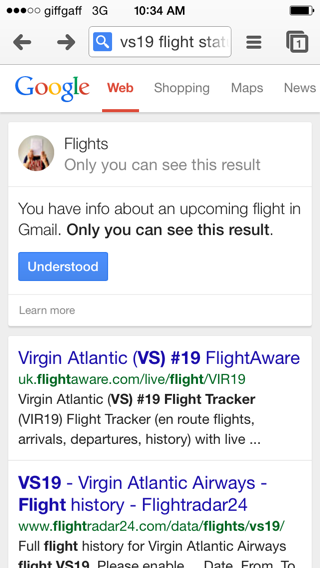 giffgaff 3G 10:34 AM
vs19 flight stat
1
Google Web Shopping Maps News
Flights
Only you can see this result
You have info about an upcoming flight in
Gmail. Only you can see this result.
Understood
Learn more
Virgin Atlantic (VS) #19 FlightAware
uk.flightaware.com/live/flight/VIR19
Virgin Atlantic (VS) #19 Flight Tracker
(VIR19) Flight Tracker (en route flights,
arrivals, departures, history) with live ...
VS19 - Virgin Atlantic Airways -
Flight history - Flightradar24
www.flightradar24.com/data/flights/vs19/
Full flight history for Virgin Atlantic Airways
flight VS19. Please enable ... Date. From. To.